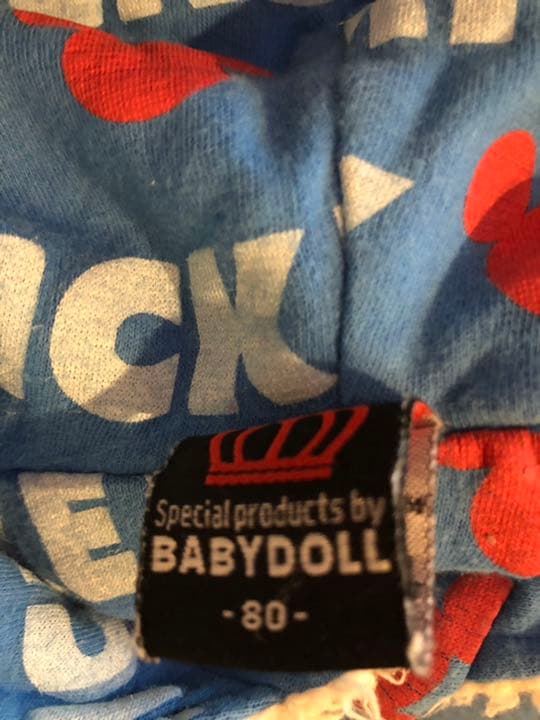 ICK
Special products by
BABYDOLL
-80-